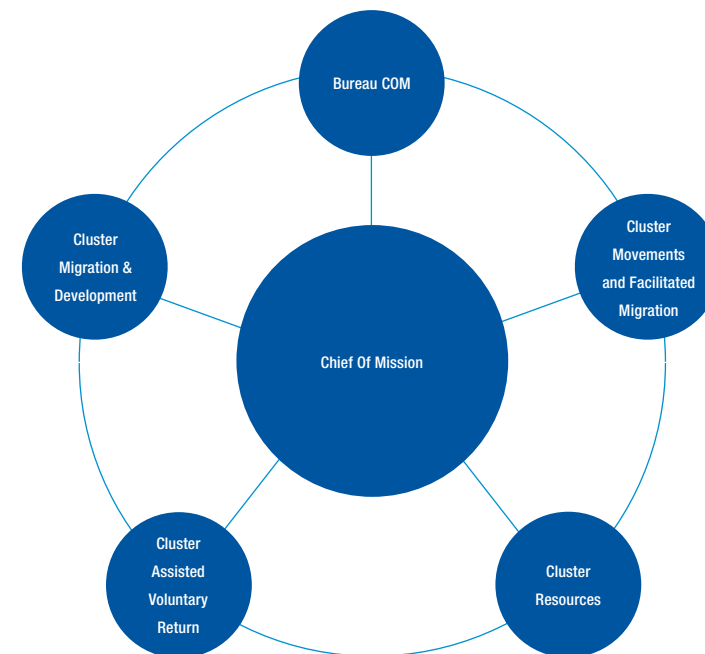 Bureau COM
Cluster
Migration &
Development
Cluster
Movements
and Facilitated
Migration
Chief Of Mission
Cluster
Assisted
Voluntary
Return
Cluster
Resources